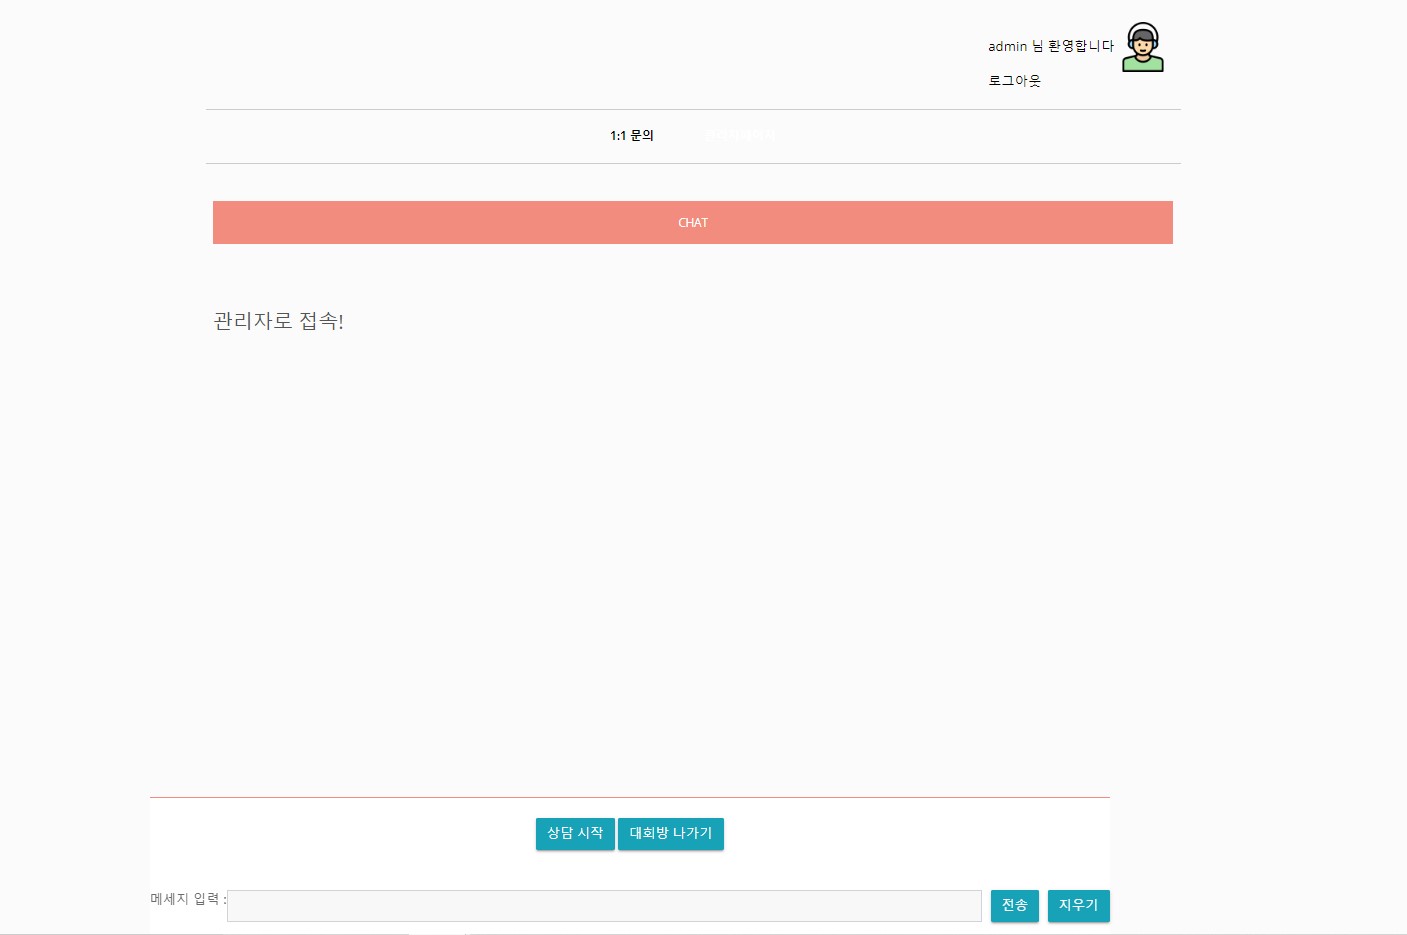 admin 님 환영합니다
로그아웃
1:1 문의
CHAT
관리자로 접속!
상담 시작 대회방 나가기
메세지 입력 : 전송 지우기